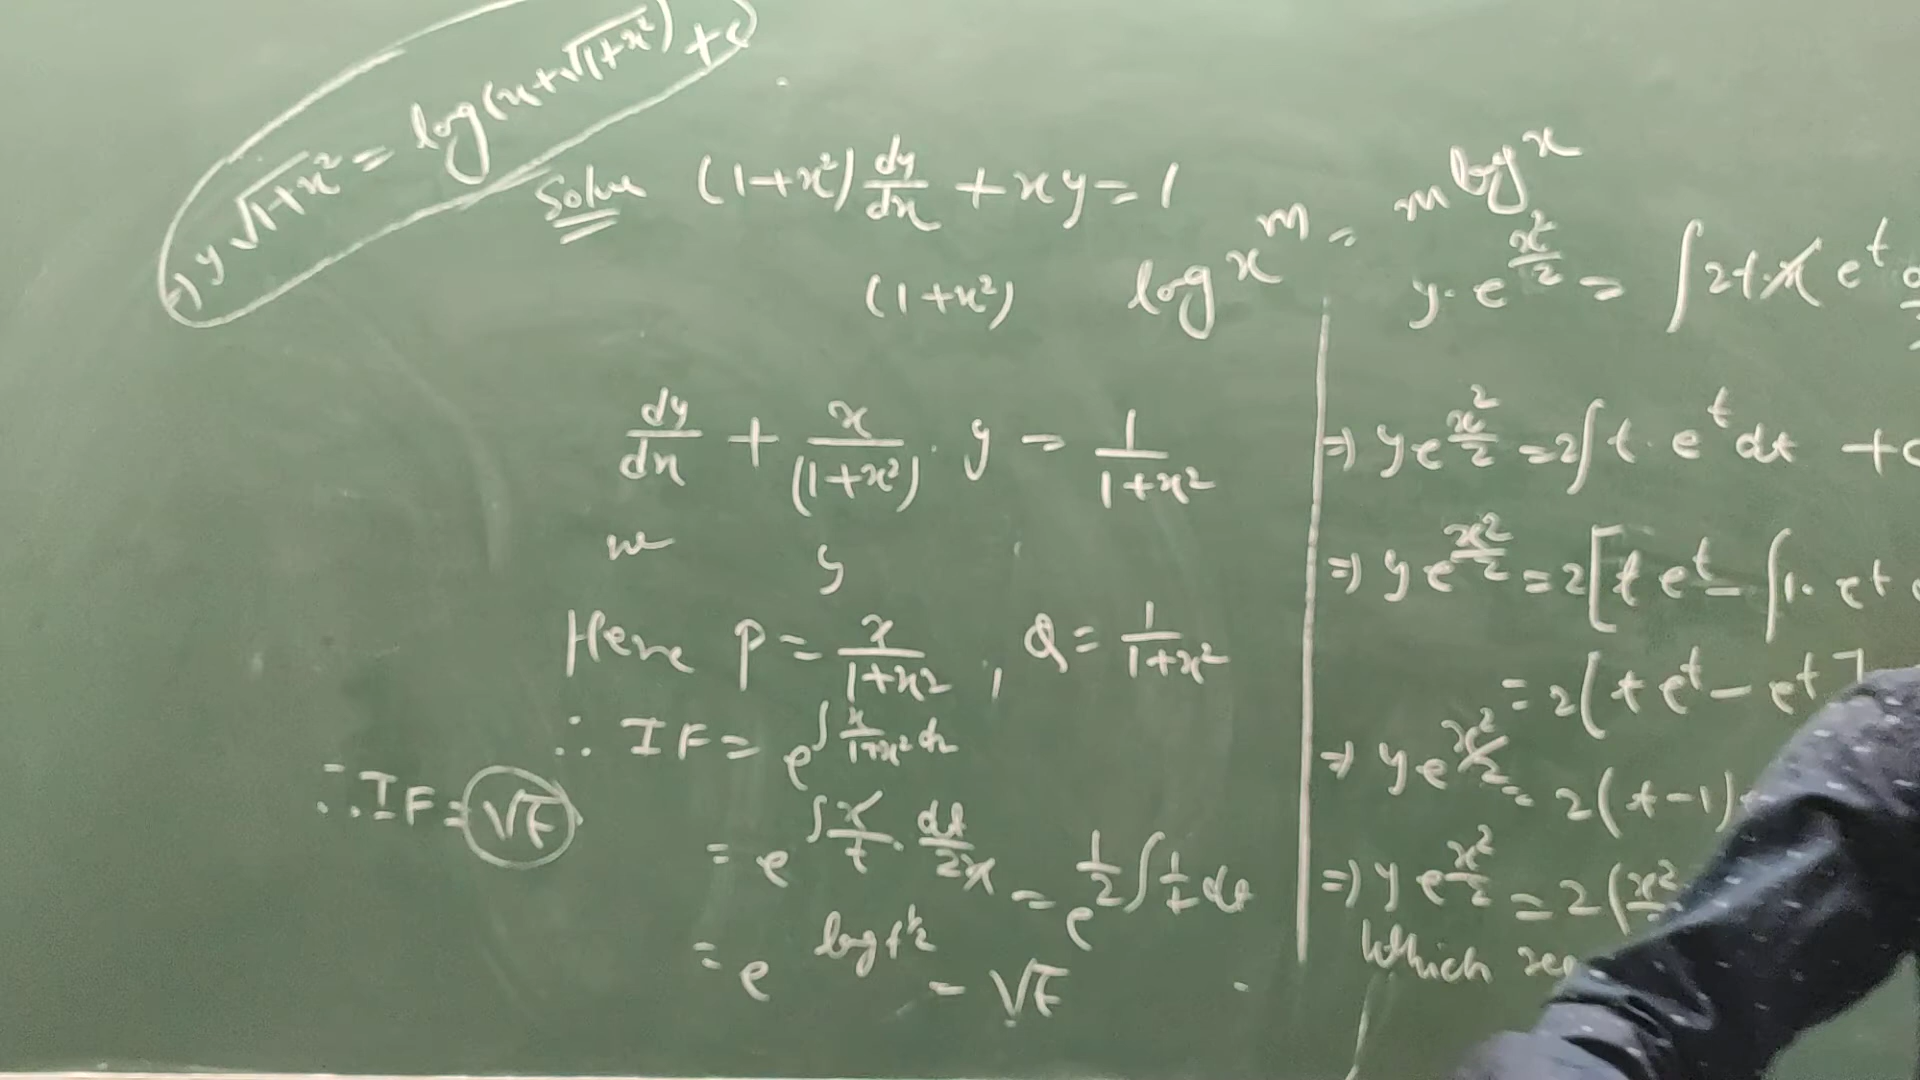 ⇒ y √1+x² = log(x+√1+x²) + c
Solve (1+x²) dy/dx + xy = 1
(1+x²)
log x^m = m log x
dy/dx + x/(1+x²) · y = 1/1+x²
Here P = x/1+x² , Q = 1/1+x²
∴ IF = e^∫ x/1+x² dx
∴ IF = √t
= e^∫ x/t · dt/2x = e^1/2 ∫ 1/t dt
= e^log t^1/2 = √t
y · e^x²/2 = ∫ 2t · x e^t
⇒ y e^x²/2 = 2∫ t · e^t dt + c
⇒ y e^x²/2 = 2[t e^t - ∫1 · e^t
= 2(t e^t - e^t]
⇒ y e^x²/2 = 2(t-1)
⇒ y e^x²/2 = 2(x²
Which